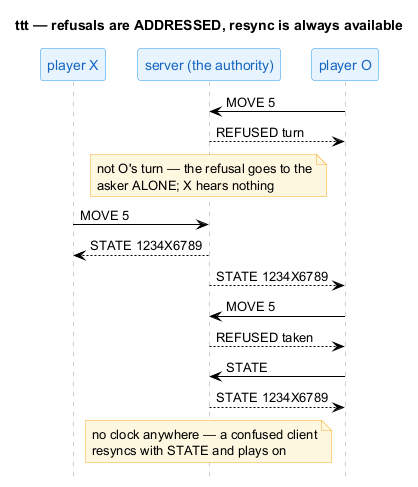 ttt — refusals are ADDRESSED, resync is always available
player X
server (the authority)
player O
MOVE 5
REFUSED turn
not O's turn — the refusal goes to the
asker ALONE; X hears nothing
MOVE 5
STATE 1234X6789
STATE 1234X6789
MOVE 5
REFUSED taken
STATE
STATE 1234X6789
no clock anywhere — a confused client
resyncs with STATE and plays on